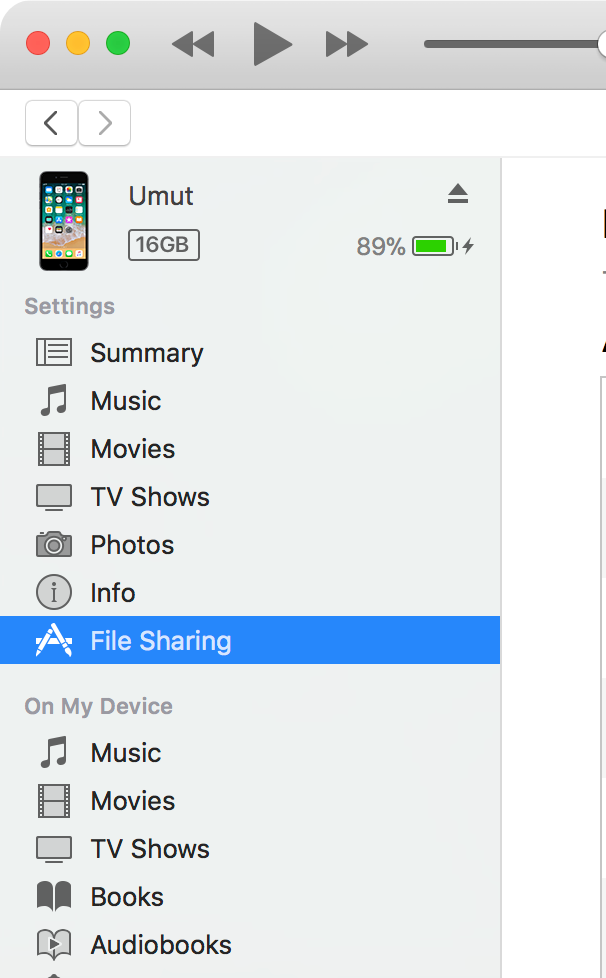 Umut
16GB 89%
Settings
Summary
Music
Movies
TV Shows
Photos
Info
File Sharing
On My Device
Music
Movies
TV Shows
Books
Audiobooks